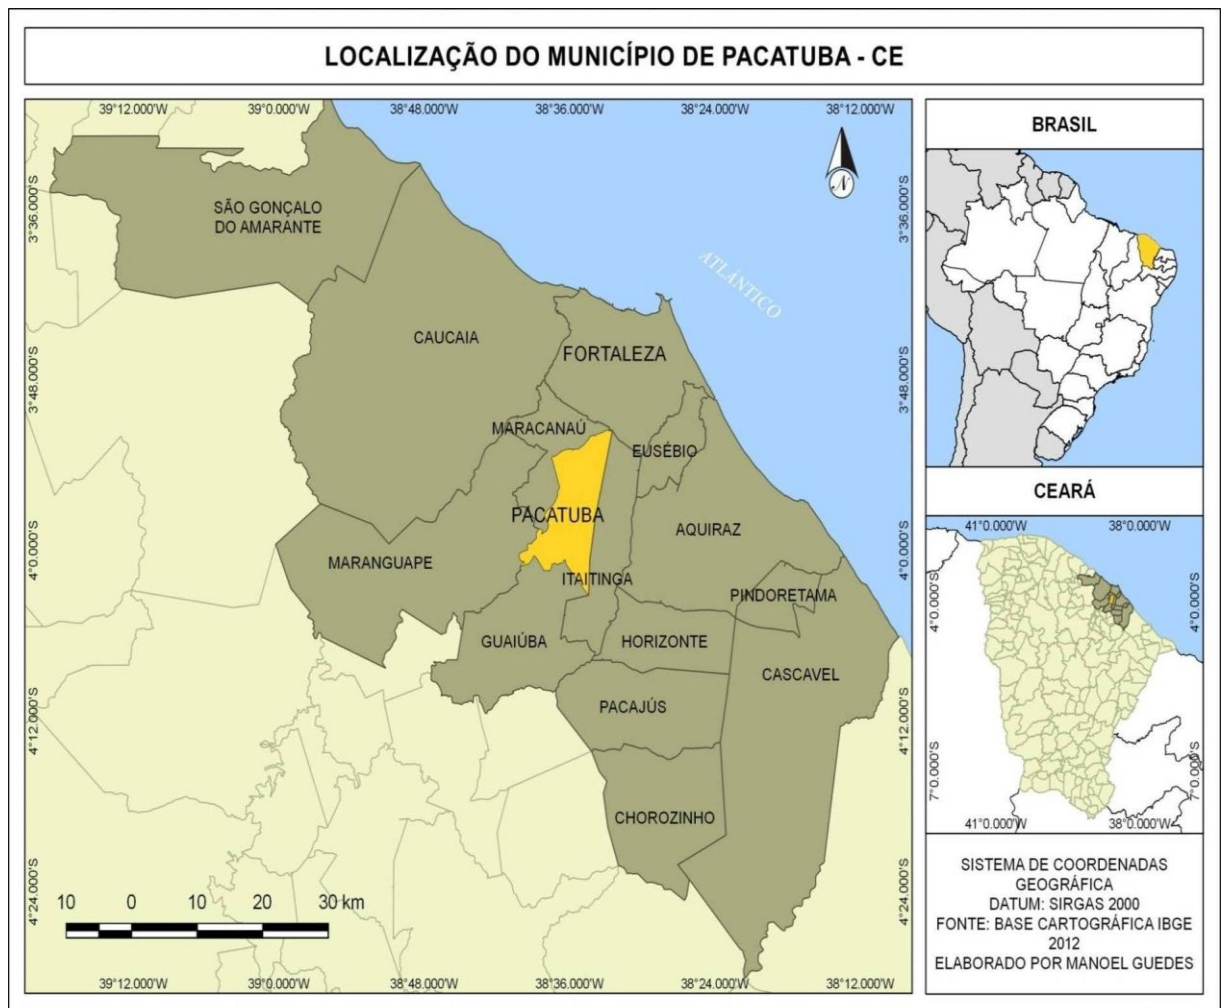 LOCALIZAÇÃO DO MUNICÍPIO DE PACATUBA - CE
39°12.000'W
39°0.000'W
38°48.000'W
38°36.000'W
38°24.000'W
38°12.000'W
3°36.000'S
3°36.000'S
SÃO GONÇALO
DO AMARANTE
N
ATLÁNTICO
CAUCAIA
FORTALEZA
3°48.000'S
3°48.000'S
MARACANAÚ
EUSÉBIO
PACATUBA
AQUIRAZ
4°0.000'S
4°0.000'S
MARANGUAPE
ITAITINGA
PINDORETAMA
GUAIÚBA
HORIZONTE
CASCAVEL
PACAJÚS
4°12.000'S
4°12.000'S
CHOROZINHO
4°24.000'S
4°24.000'S
10 0 10 20 30 km
39°12.000'W
39°0.000'W
38°48.000'W
38°36.000'W
38°24.000'W
38°12.000'W
BRASIL
CEARÁ
41°0.000'W
38°0.000'W
4°0.000'S
4°0.000'S
7°0.000'S
7°0.000'S
41°0.000'W
38°0.000'W
SISTEMA DE COORDENADAS
GEOGRÁFICA
DATUM: SIRGAS 2000
FONTE: BASE CARTOGRÁFICA IBGE
2012
ELABORADO POR MANOEL GUEDES